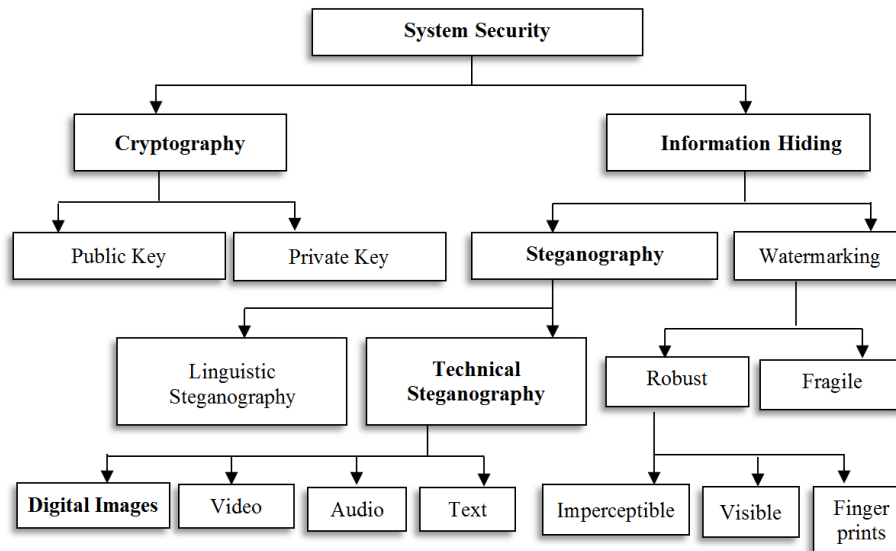 System Security
Cryptography
Information Hiding
Public Key
Private Key
Steganography
Watermarking
Linguistic
Steganography
Technical
Steganography
Robust
Fragile
Digital Images
Video
Audio
Text
Imperceptible
Visible
Finger
prints